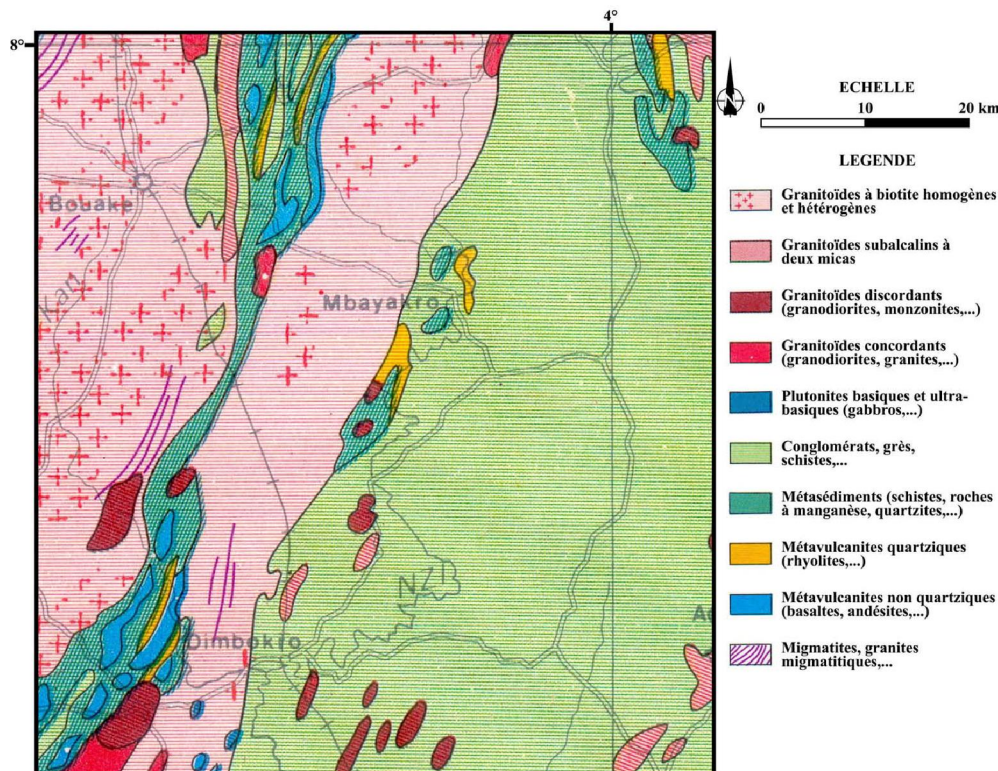 4°
8°
ECHELLE
0 10 20 km
N
LEGENDE
Granitoïdes à biotite homogènes
et hétérogènes
Granitoïdes subalcalins à
deux micas
Granitoïdes discordants
(granodiorites, monzonites,...)
Granitoïdes concordants
(granodiorites, granites,...)
Plutonites basiques et ultra-
basiques (gabbros,...)
Conglomérats, grès,
schistes,...
Métasédiments (schistes, roches
à manganèse, quartzites,...)
Métavulcanites quartziques
(rhyolites,...)
Métavulcanites non quartziques
(basaltes, andésites,...)
Migmatites, granites
migmatitiques,...
Bouake
Kan
Mbayakro
NZI
Dimbokro